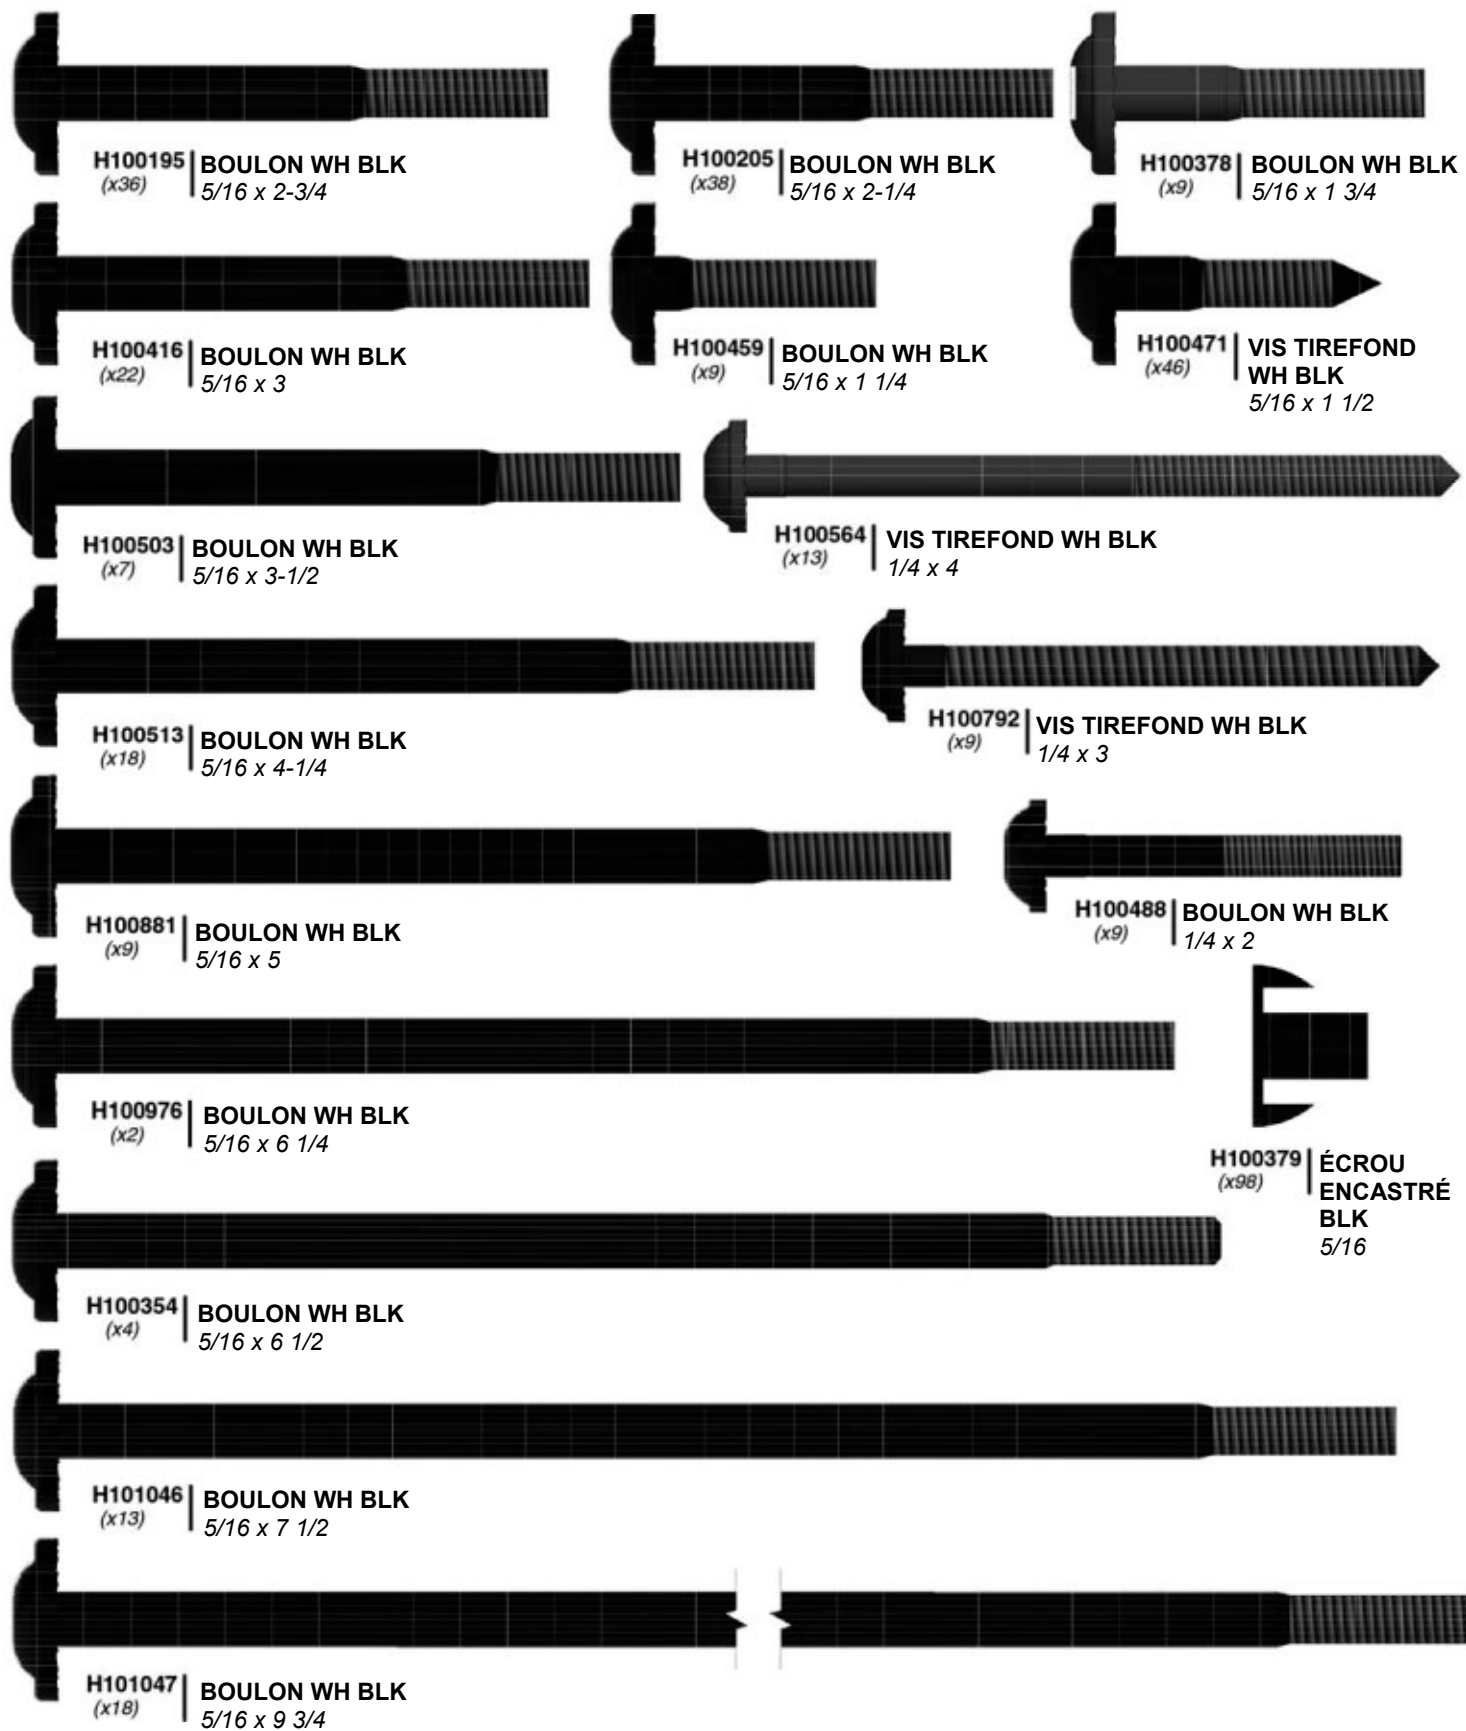 H100195
(x36)
BOULON WH BLK
5/16 x 2-3/4
H100205
(x38)
BOULON WH BLK
5/16 x 2-1/4
H100378
(x9)
BOULON WH BLK
5/16 x 1 3/4
H100416
(x22)
BOULON WH BLK
5/16 x 3
H100459
(x9)
BOULON WH BLK
5/16 x 1 1/4
H100471
(x46)
VIS TIREFOND
WH BLK
5/16 x 1 1/2
H100503
(x7)
BOULON WH BLK
5/16 x 3-1/2
H100564
(x13)
VIS TIREFOND WH BLK
1/4 x 4
H100513
(x18)
BOULON WH BLK
5/16 x 4-1/4
H100792
(x9)
VIS TIREFOND WH BLK
1/4 x 3
H100881
(x9)
BOULON WH BLK
5/16 x 5
H100488
(x9)
BOULON WH BLK
1/4 x 2
H100976
(x2)
BOULON WH BLK
5/16 x 6 1/4
H100379
(x98)
ÉCROU
ENCASTRÉ
BLK
5/16
H100354
(x4)
BOULON WH BLK
5/16 x 6 1/2
H101046
(x13)
BOULON WH BLK
5/16 x 7 1/2
H101047
(x18)
BOULON WH BLK
5/16 x 9 3/4